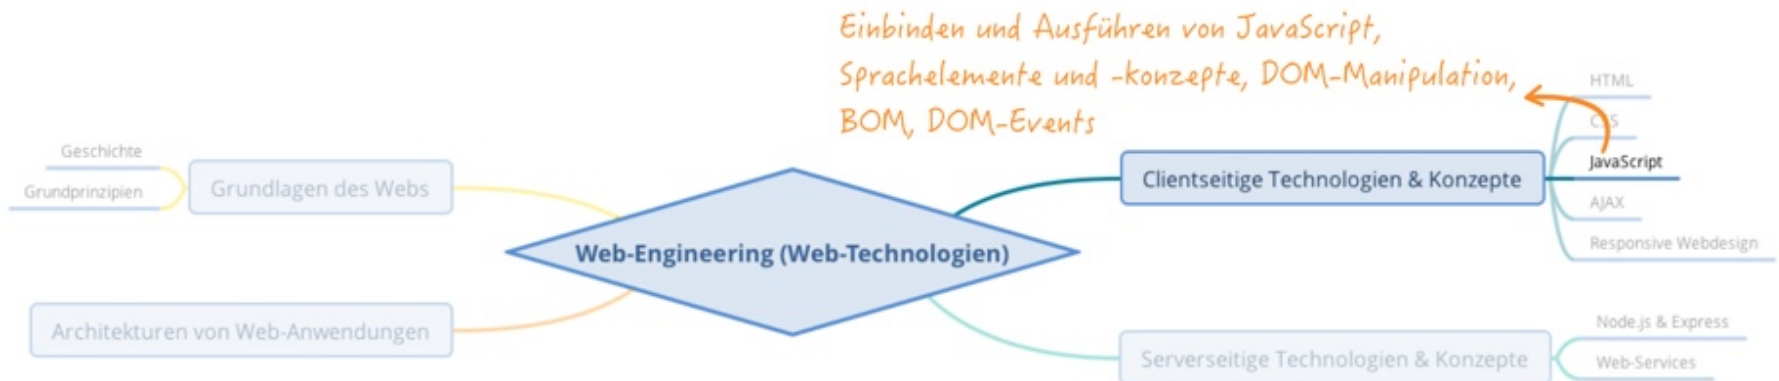 Einbinden und Ausführen von JavaScript,
Sprachelemente und -konzepte, DOM-Manipulation,
BOM, DOM-Events
Geschichte
Grundprinzipien
Grundlagen des Webs
Architekturen von Web-Anwendungen
Web-Engineering (Web-Technologien)
Clientseitige Technologien & Konzepte
HTML
CSS
JavaScript
AJAX
Responsive Webdesign
Serverseitige Technologien & Konzepte
Node.js & Express
Web-Services